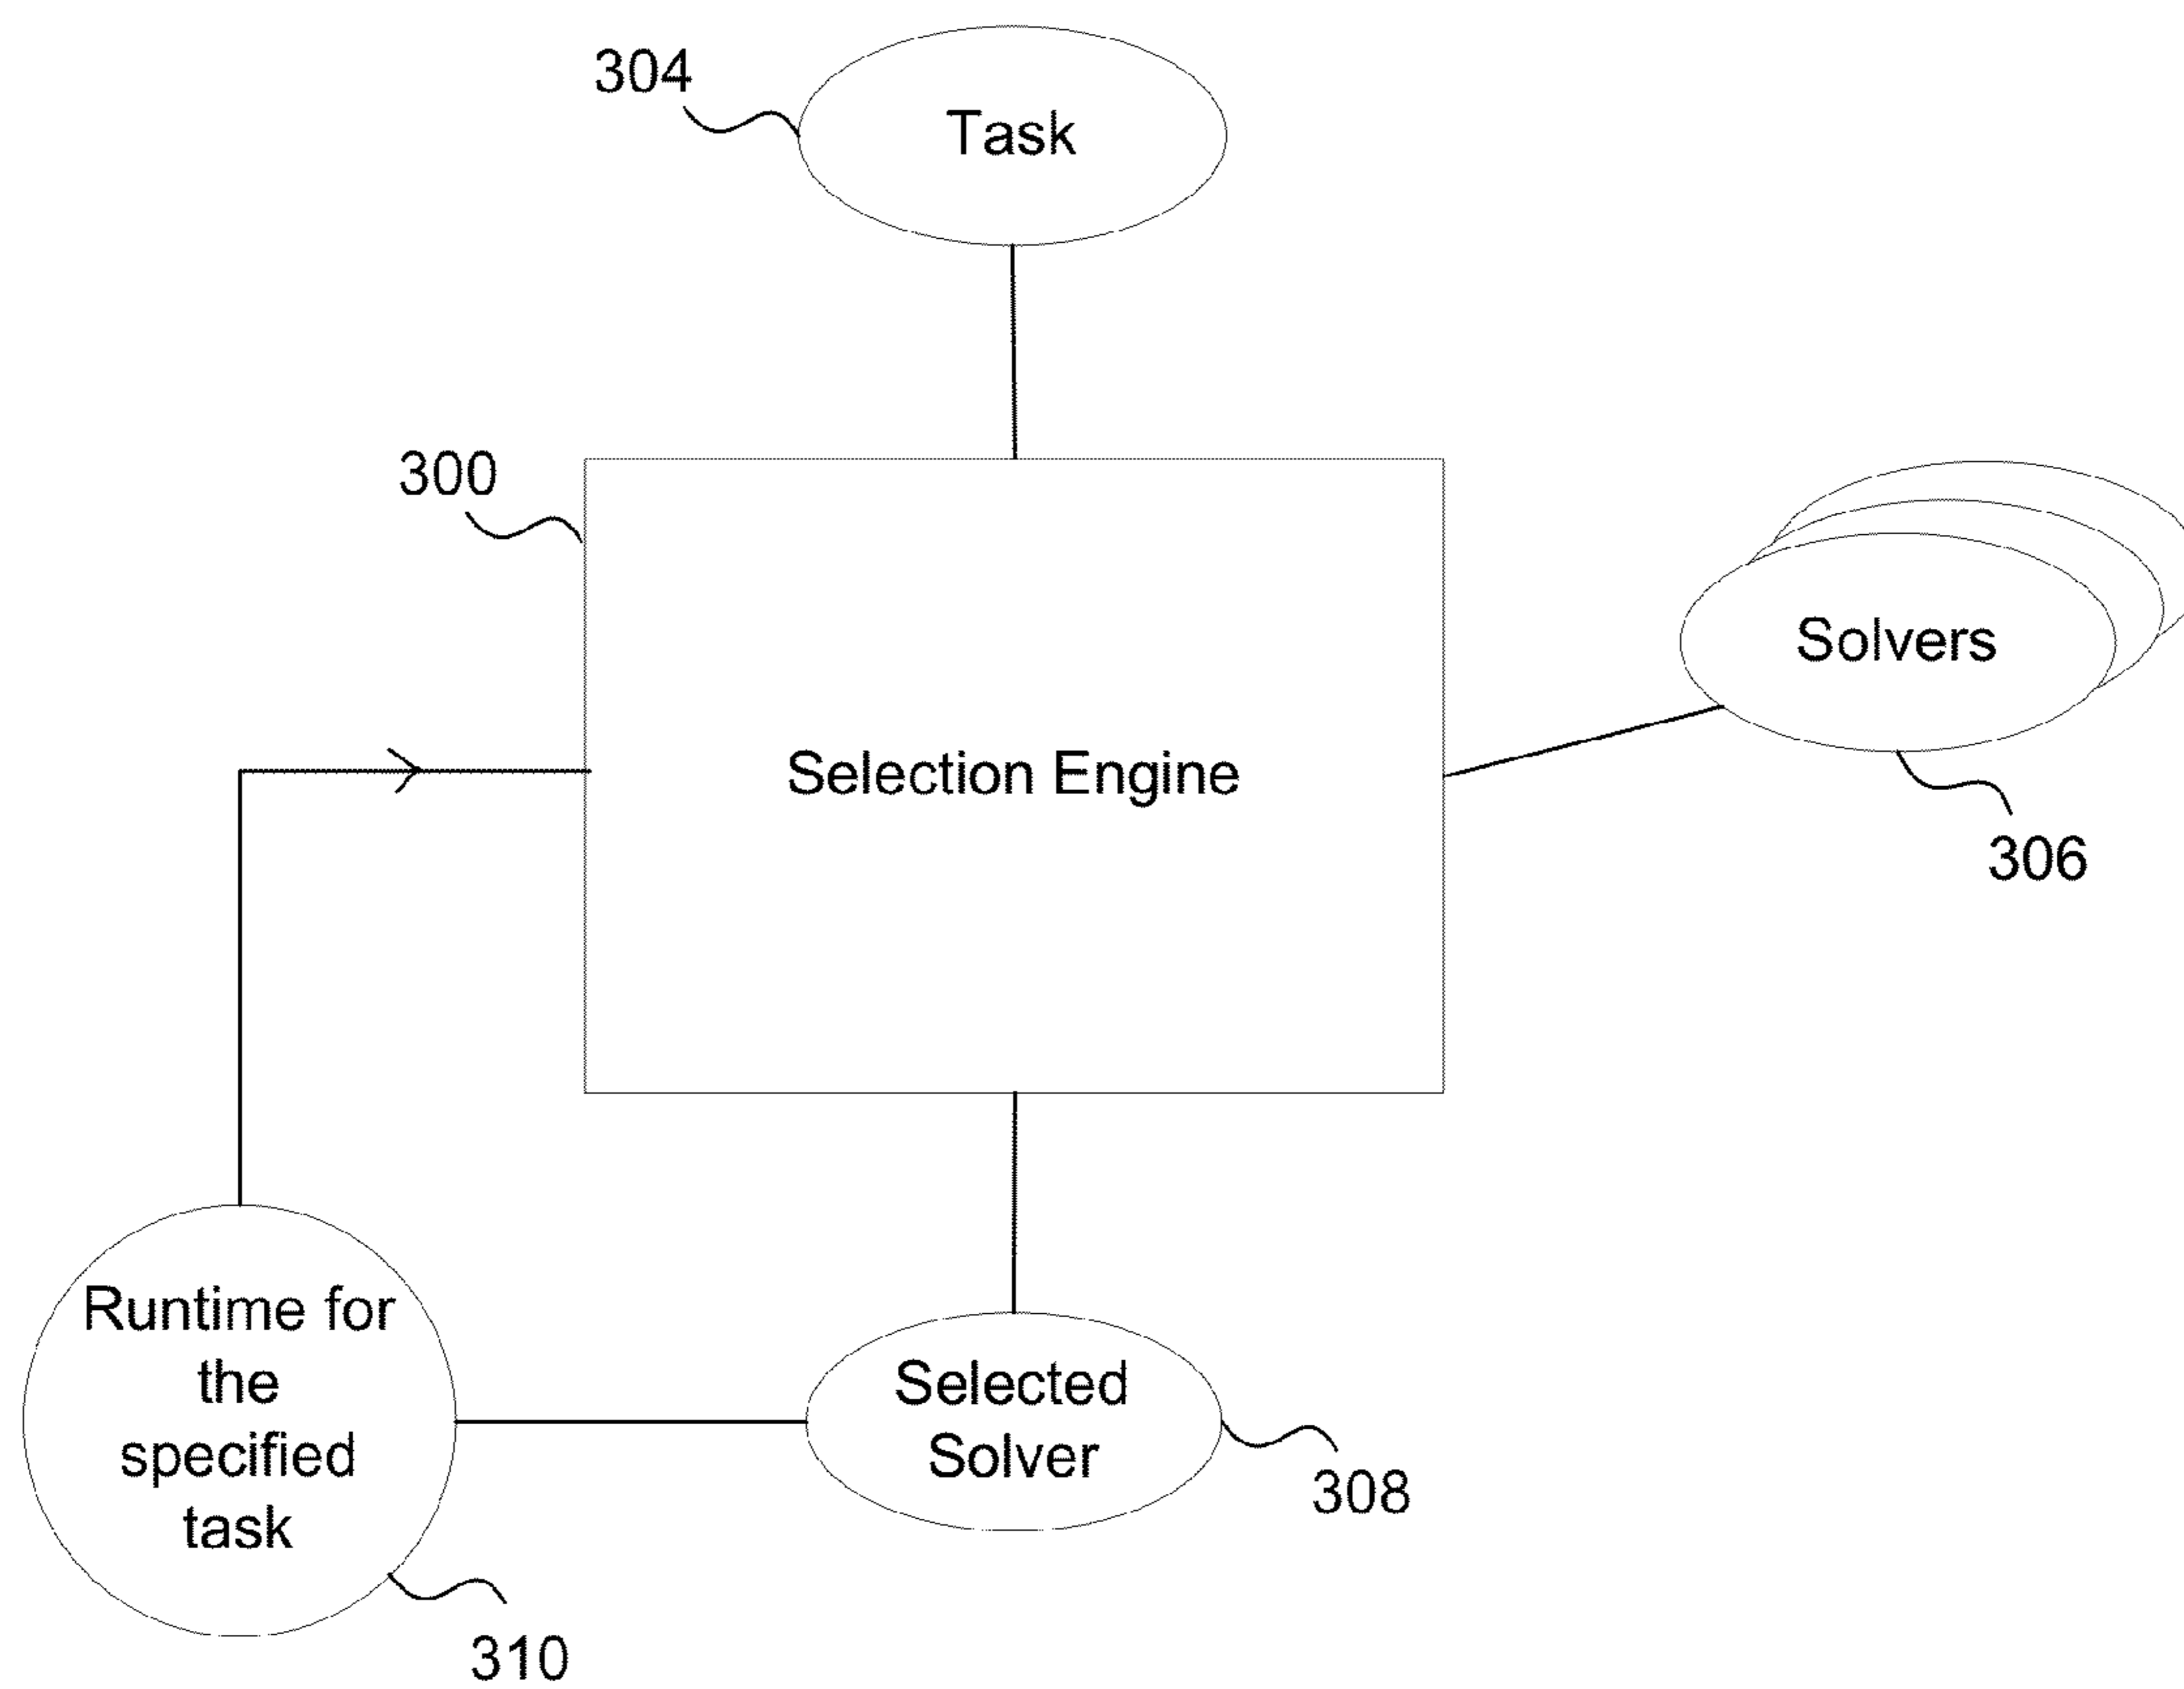 304
Task
300
Solvers
Selection Engine
306
Runtime for
the
specified
task
Selected
Solver
308
310